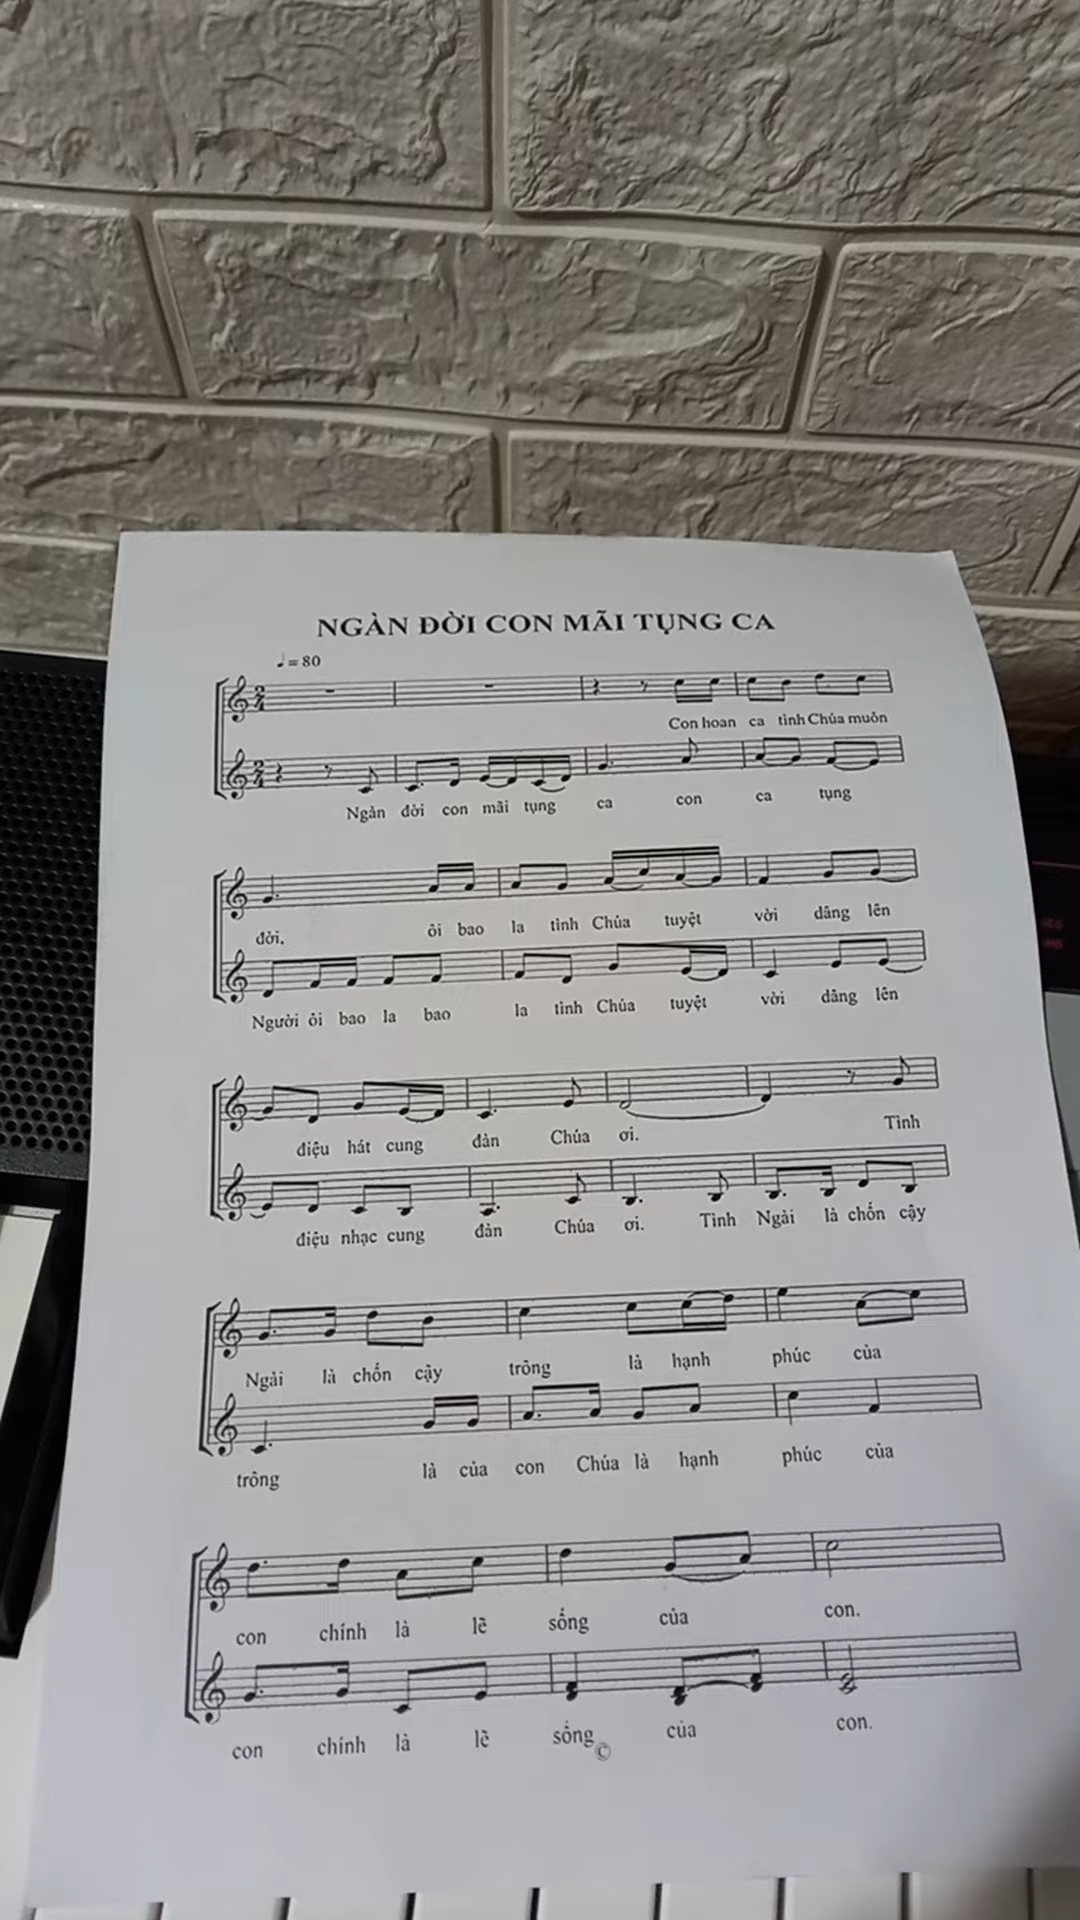 NGÀN ĐỜI CON MÃI TỤNG CA
♩ = 80
Con hoan ca tình Chúa muôn
Ngàn đời con mãi tụng ca con ca tụng
đời, ôi bao la tình Chúa tuyệt vời dâng lên
Người ôi bao la bao la tình Chúa tuyệt vời dâng lên
điệu hát cung đàn Chúa ơi. Tình
điệu nhạc cung đàn Chúa ơi. Tình Ngài là chốn cậy
Ngài là chốn cậy trông là hạnh phúc của
trông là của con Chúa là hạnh phúc của
con chính là lẽ sống của con.
con chính là lẽ sống của con.
©